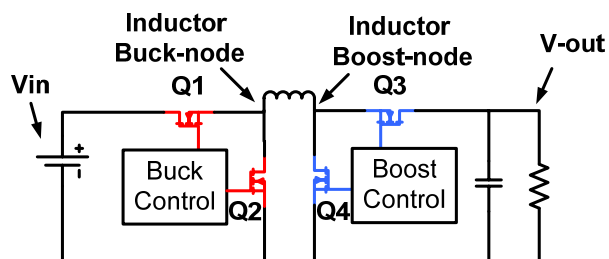 Inductor
Buck-node
Inductor
Boost-node
V-out
Vin
Q1
Q3
+
-
Buck
Control
Q2
Q4
Boost
Control